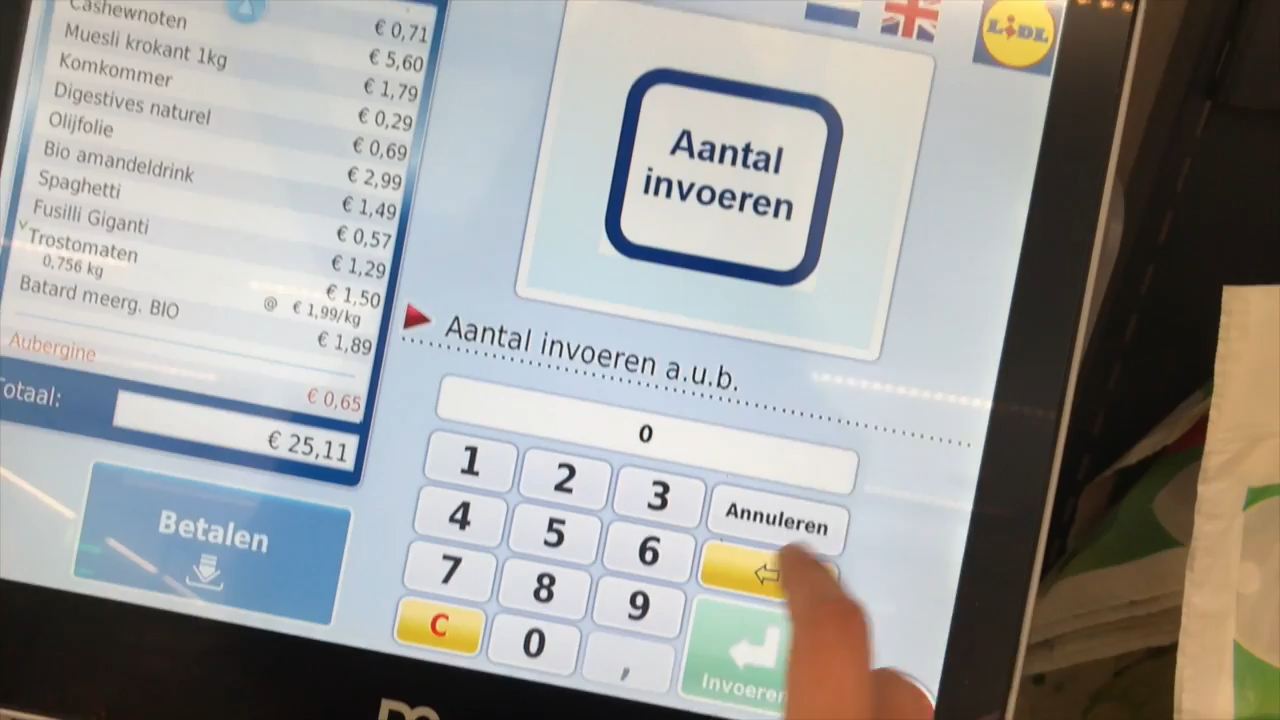 Cashewnoten € 0,71
Muesli krokant 1kg € 5,60
Komkommer € 1,79
Digestives naturel € 0,29
Olijfolie € 0,69
Bio amandeldrink € 2,99
Spaghetti € 1,49
Fusilli Giganti € 0,57
Trostomaten € 1,29
0,756 kg @ € 1,99/kg € 1,50
Batard meerg. BIO € 1,89
Aubergine € 0,65
Totaal: € 25,11
Betalen
LiDL
Aantal
invoeren
Aantal invoeren a.u.b.
0
1 2 3 Annuleren
4 5 6
7 8 9
C 0 , Invoeren